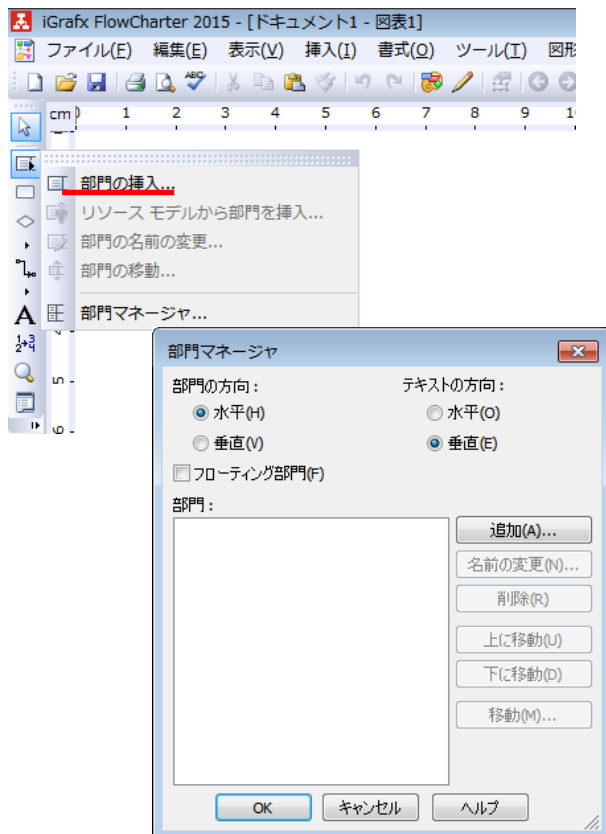 iGrafx FlowCharter 2015 - [ドキュメント1 - 図表1]
ファイル(F) 編集(E) 表示(V) 挿入(I) 書式(O) ツール(T) 図形
cm 1 2 3 4 5 6 7 8 9
部門の挿入...
リソース モデルから部門を挿入...
部門の名前の変更...
部門の移動...
部門マネージャ...
部門マネージャ
部門の方向: テキストの方向:
水平(H) 水平(O)
垂直(V) 垂直(E)
フローティング部門(F)
部門:
追加(A)...
名前の変更(N)...
削除(R)
上に移動(U)
下に移動(D)
移動(M)...
OK キャンセル ヘルプ